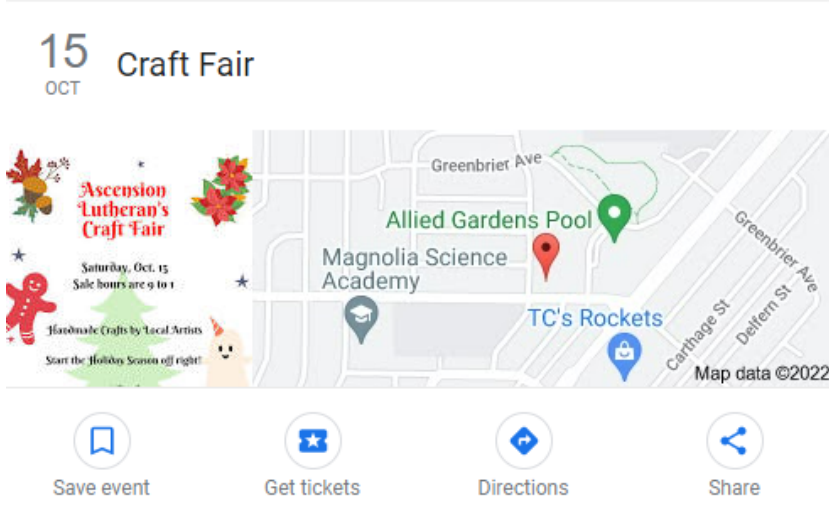 15
OCT
Craft Fair
Ascension
Lutheran's
Craft Fair
Saturday, Oct. 15
Sale hours are 9 to 1
Handmade Crafts by Local Artists
Start the Holiday Season off right!
Greenbrier Ave
Allied Gardens Pool
Magnolia Science
Academy
TC's Rockets
Greenbrier Ave
Carthage St
Delfern St
Map data ©2022
Save event
Get tickets
Directions
Share